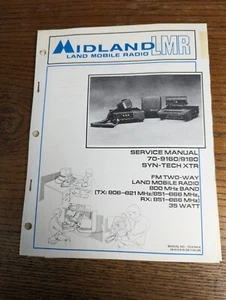 MIDLAND LMR
LAND MOBILE RADIO
SERVICE MANUAL
70-9160/9180
SYN-TECH XTR
FM TWO-WAY
LAND MOBILE RADIO
800 MHz BAND
(TX: 806-821 MHz/851-866 MHz,
RX: 851-866 MHz)
35 WATT